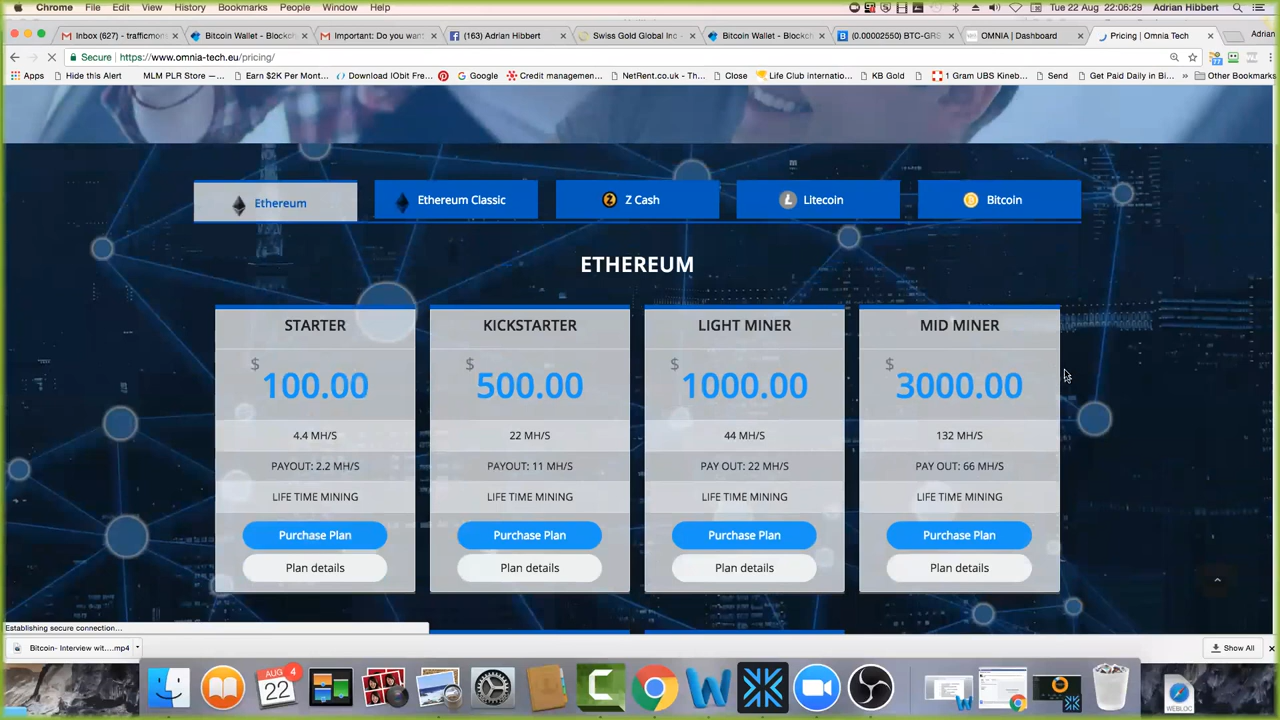 Chrome File Edit View History Bookmarks People Window Help
Tue 22 Aug 22:06:29 Adrian Hibbert
Inbox (627) - trafficmons
Bitcoin Wallet - Blockch
Important: Do you want
(163) Adrian Hibbert
Swiss Gold Global Inc -
Bitcoin Wallet - Blockch
(0.00002550) BTC-GRS
OMNIA | Dashboard
Pricing | Omnia Tech
Adrian
Secure https://www.omnia-tech.eu/pricing/
Apps
Hide this Alert
MLM PLR Store —
Earn $2K Per Mont...
Download IObit Fre...
Google
Credit managemen...
NetRent.co.uk - Th...
Close
Life Club internatio...
KB Gold
1 Gram UBS Kineb...
Send
Get Paid Daily in Bi...
»
Other Bookmarks
Ethereum
Ethereum Classic
Z Cash
Litecoin
Bitcoin
ETHEREUM
STARTER
$
100.00
4.4 MH/S
PAYOUT: 2.2 MH/S
LIFE TIME MINING
Purchase Plan
Plan details
KICKSTARTER
$
500.00
22 MH/S
PAYOUT: 11 MH/S
LIFE TIME MINING
Purchase Plan
Plan details
LIGHT MINER
$
1000.00
44 MH/S
PAY OUT: 22 MH/S
LIFE TIME MINING
Purchase Plan
Plan details
MID MINER
$
3000.00
132 MH/S
PAY OUT: 66 MH/S
LIFE TIME MINING
Purchase Plan
Plan details
Establishing secure connection...
Bitcoin- Interview wit....mp4
Show All
AUG
22
4
WEBLOC